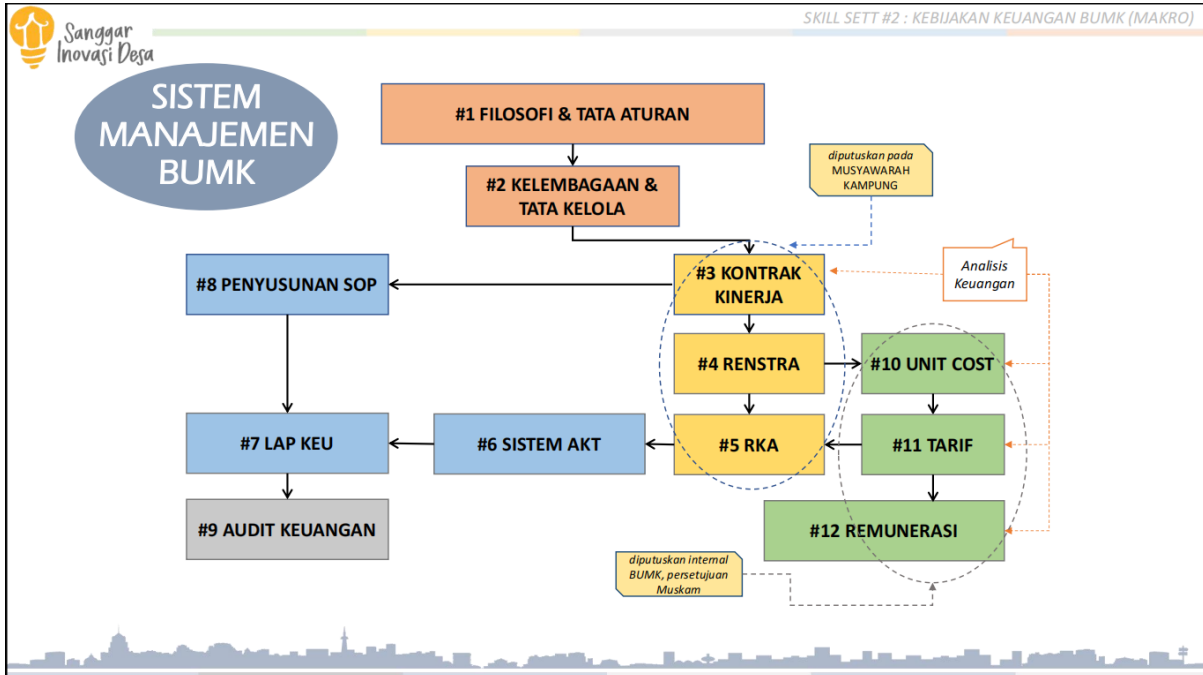 SKILL SETT #2 : KEBIJAKAN KEUANGAN BUMK (MAKRO)
Sanggar
Inovasi Desa
SISTEM
MANAJEMEN
BUMK
#1 FILOSOFI & TATA ATURAN
#2 KELEMBAGAAN &
TATA KELOLA
diputuskan pada
MUSYAWARAH
KAMPUNG
#8 PENYUSUNAN SOP
#3 KONTRAK
KINERJA
Analisis
Keuangan
#4 RENSTRA
#10 UNIT COST
#7 LAP KEU
#6 SISTEM AKT
#5 RKA
#11 TARIF
#9 AUDIT KEUANGAN
#12 REMUNERASI
diputuskan internal
BUMK, persetujuan
Muskam